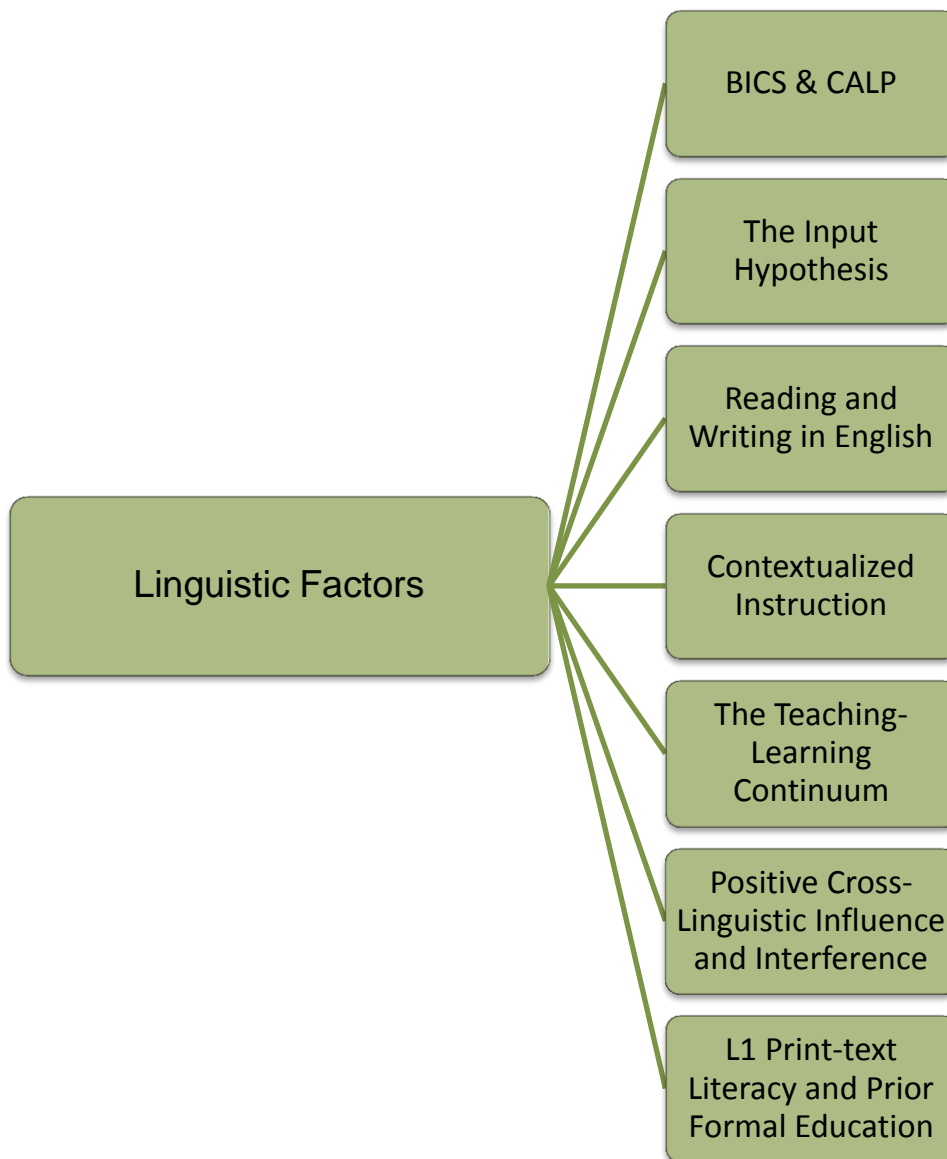 BICS & CALP
The Input
Hypothesis
Reading and
Writing in English
Linguistic Factors
Contextualized
Instruction
The Teaching-
Learning
Continuum
Positive Cross-
Linguistic Influence
and Interference
L1 Print-text
Literacy and Prior
Formal Education